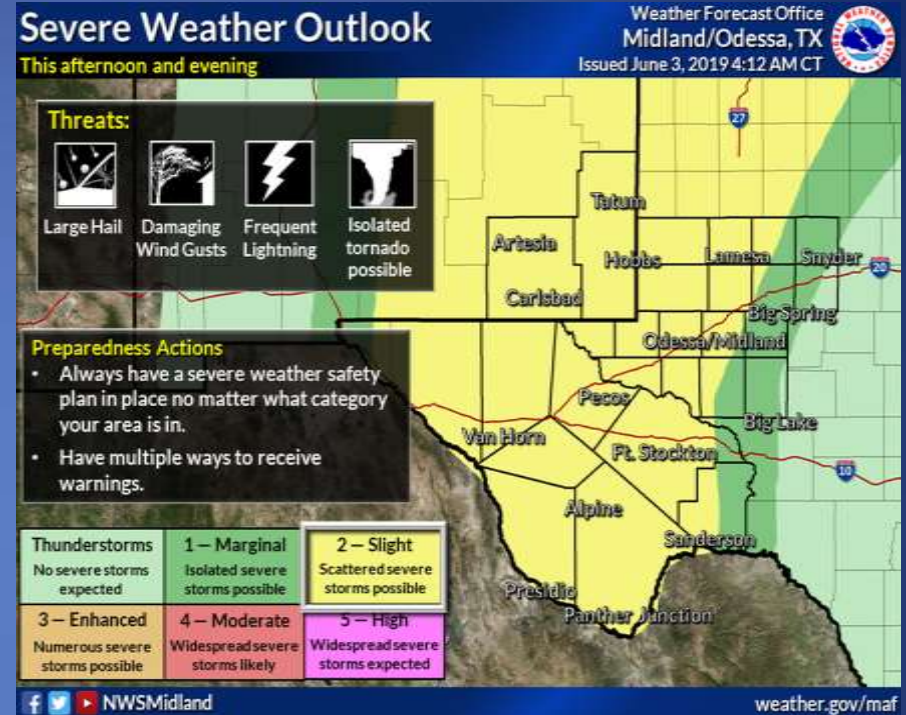 Severe Weather Outlook
This afternoon and evening
Weather Forecast Office
Midland/Odessa, TX
Issued June 3, 2019 4:12 AM CT
Threats:
Large Hail
Damaging
Wind Gusts
Frequent
Lightning
Isolated
tornado
possible
27
Tatum
Artesia
Hobbs
Lamesa
Snyder
20
Carlsbad
Big Spring
Odessa/Midland
Pecos
Big Lake
Van Horn
Ft. Stockton
10
Alpine
Sanderson
Presidio
Panther Junction
Preparedness Actions
• Always have a severe weather safety
plan in place no matter what category
your area is in.
• Have multiple ways to receive
warnings.
Thunderstorms
No severe storms
expected
1 – Marginal
Isolated severe
storms possible
2 – Slight
Scattered severe
storms possible
3 – Enhanced
Numerous severe
storms possible
4 – Moderate
Widespread severe
storms likely
5 – High
Widespread severe
storms expected
NWSMidland
weather.gov/maf